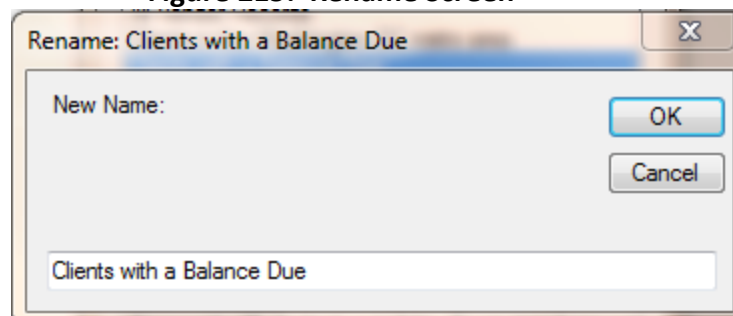 Rename: Clients with a Balance Due
New Name:
OK
Cancel
Clients with a Balance Due